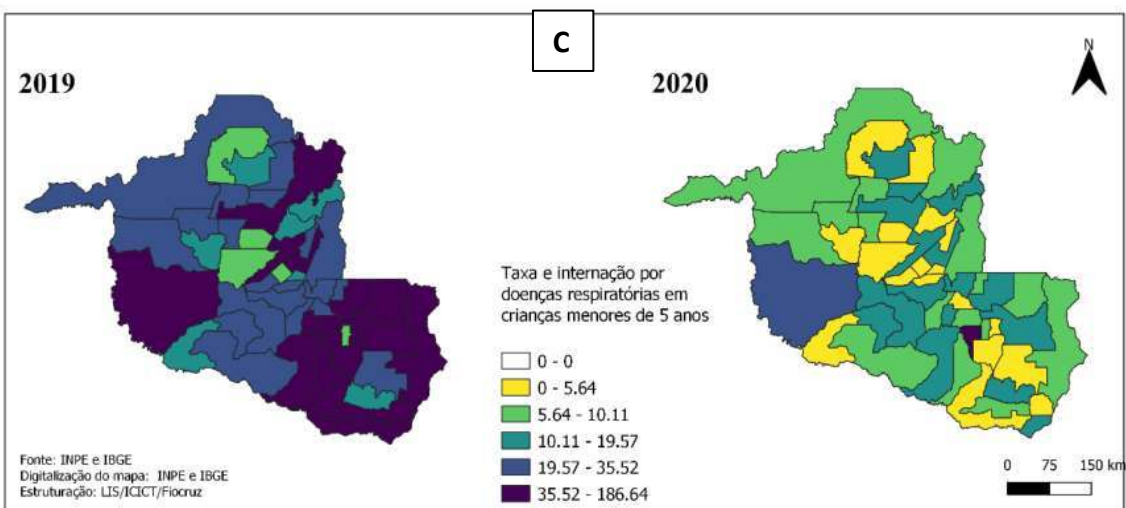 C
2019
2020
N
Taxa e internação por
doenças respiratórias em
crianças menores de 5 anos
0 - 0
0 - 5.64
5.64 - 10.11
10.11 - 19.57
19.57 - 35.52
35.52 - 186.64
Fonte: INPE e IBGE
Digitalização do mapa: INPE e IBGE
Estruturação: LIS/ICICT/Fiocruz
0 75 150 km